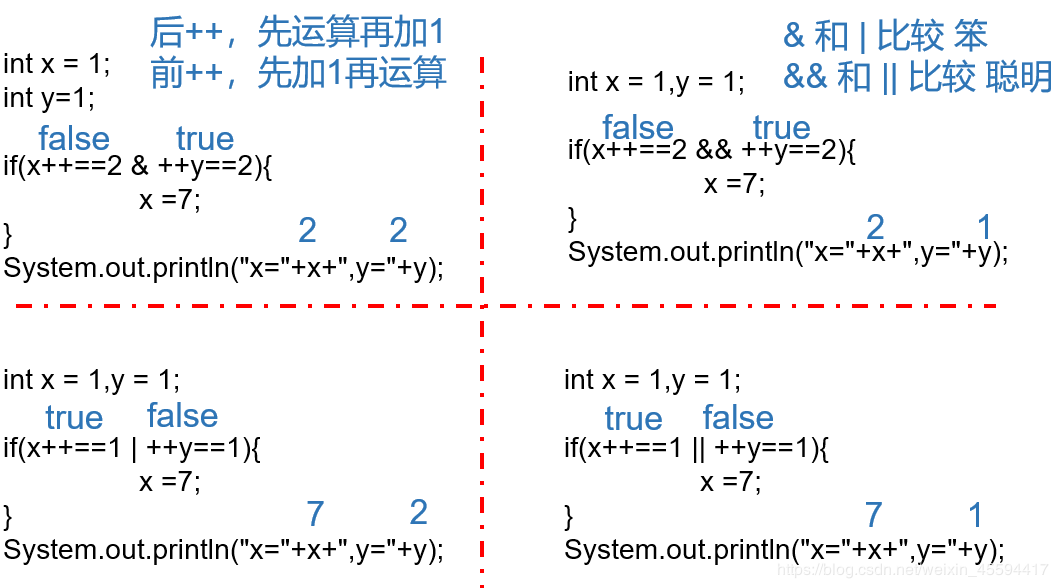 后++，先运算再加1
前++，先加1再运算
int x = 1;
int y=1;
false true
if(x++==2 & ++y==2){
x =7;
}
2 2
System.out.println("x="+x+",y="+y);
& 和 | 比较 笨
&& 和 || 比较 聪明
int x = 1,y = 1;
false true
if(x++==2 && ++y==2){
x =7;
}
2 1
System.out.println("x="+x+",y="+y);
int x = 1,y = 1;
true false
if(x++==1 | ++y==1){
x =7;
}
7 2
System.out.println("x="+x+",y="+y);
int x = 1,y = 1;
true false
if(x++==1 || ++y==1){
x =7;
}
7 1
System.out.println("x="+x+",y="+y);
https://blog.csdn.net/weixin_45594417